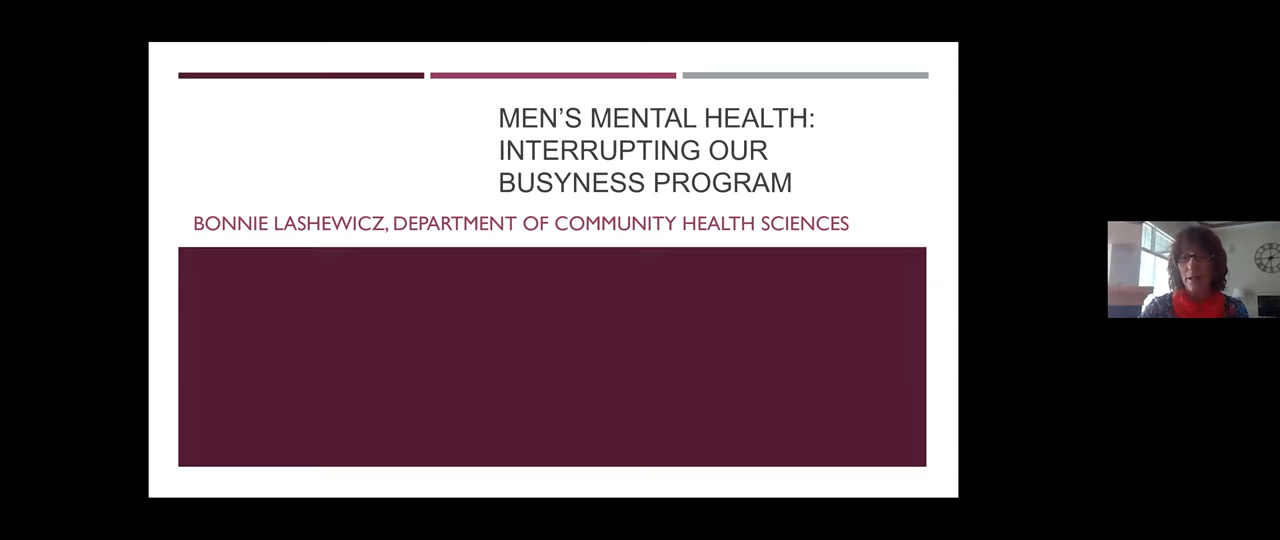 MEN’S MENTAL HEALTH:
INTERRUPTING OUR
BUSYNESS PROGRAM
BONNIE LASHEWICZ, DEPARTMENT OF COMMUNITY HEALTH SCIENCES